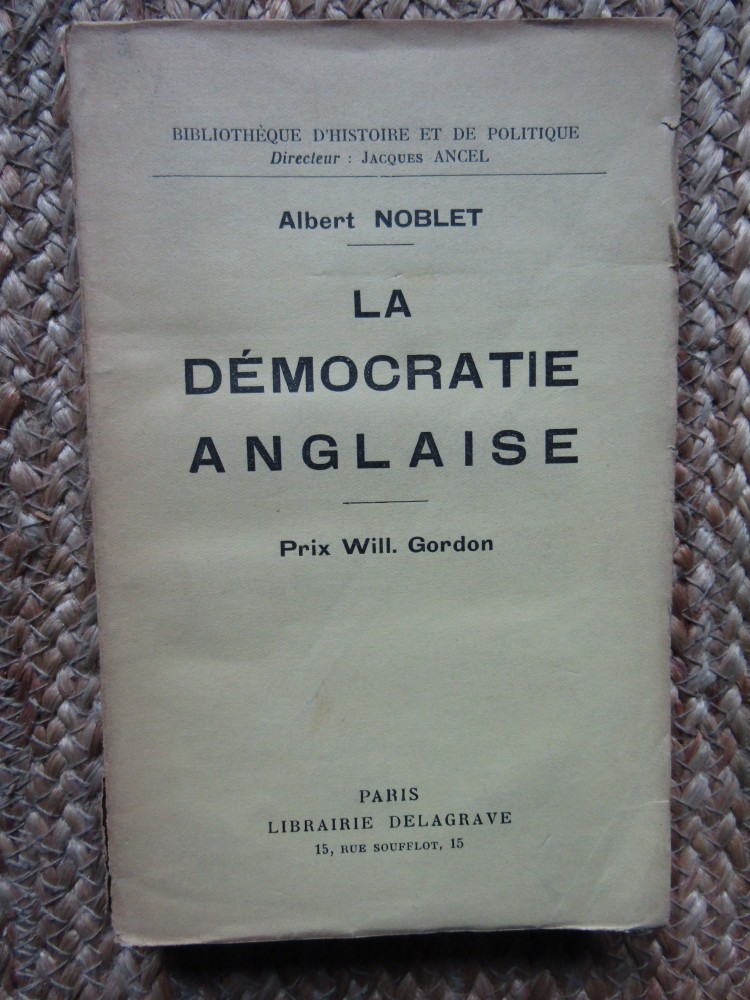 BIBLIOTHÈQUE D'HISTOIRE ET DE POLITIQUE
Directeur : JACQUES ANCEL
Albert NOBLET
LA
DÉMOCRATIE
ANGLAISE
Prix Will. Gordon
PARIS
LIBRAIRIE DELAGRAVE
15, RUE SOUFFLOT, 15